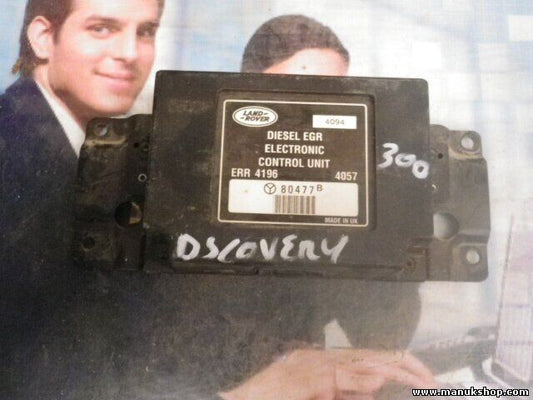 LAND-
ROVER
4094
DIESEL EGR
ELECTRONIC
CONTROL UNIT
ERR 4196 4057
80477B
MADE IN UK
300
DSCOVERY
www.manukshop.com